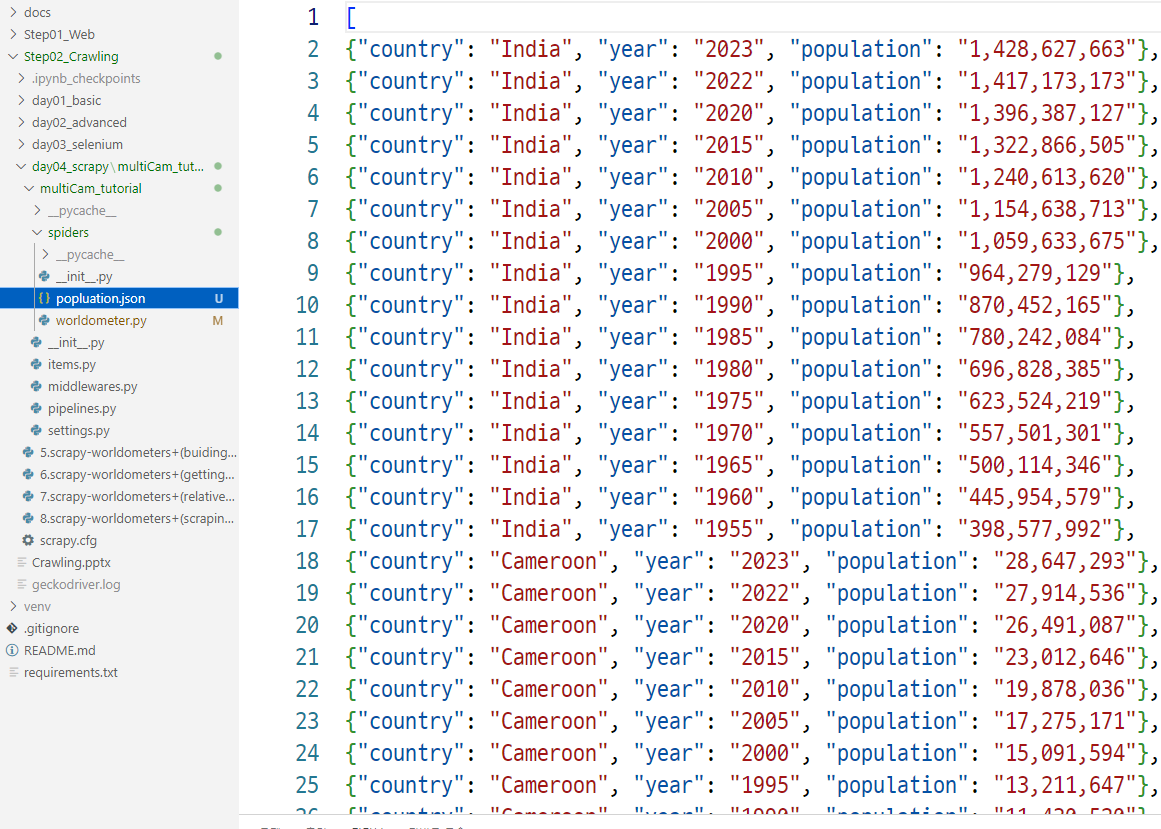 docs
Step01_Web
Step02_Crawling
.ipynb_checkpoints
day01_basic
day02_advanced
day03_selenium
day04_scrapy\multiCam_tut...
multiCam_tutorial
__pycache__
spiders
__pycache__
__init__.py
{} popluation.json U
worldometer.py M
__init__.py
items.py
middlewares.py
pipelines.py
settings.py
5.scrapy-worldometers+(buiding...
6.scrapy-worldometers+(getting...
7.scrapy-worldometers+(relative...
8.scrapy-worldometers+(scrapin...
scrapy.cfg
Crawling.pptx
geckodriver.log
venv
.gitignore
README.md
requirements.txt
1 [
2 {"country": "India", "year": "2023", "population": "1,428,627,663"},
3 {"country": "India", "year": "2022", "population": "1,417,173,173"},
4 {"country": "India", "year": "2020", "population": "1,396,387,127"},
5 {"country": "India", "year": "2015", "population": "1,322,866,505"},
6 {"country": "India", "year": "2010", "population": "1,240,613,620"},
7 {"country": "India", "year": "2005", "population": "1,154,638,713"},
8 {"country": "India", "year": "2000", "population": "1,059,633,675"},
9 {"country": "India", "year": "1995", "population": "964,279,129"},
10 {"country": "India", "year": "1990", "population": "870,452,165"},
11 {"country": "India", "year": "1985", "population": "780,242,084"},
12 {"country": "India", "year": "1980", "population": "696,828,385"},
13 {"country": "India", "year": "1975", "population": "623,524,219"},
14 {"country": "India", "year": "1970", "population": "557,501,301"},
15 {"country": "India", "year": "1965", "population": "500,114,346"},
16 {"country": "India", "year": "1960", "population": "445,954,579"},
17 {"country": "India", "year": "1955", "population": "398,577,992"},
18 {"country": "Cameroon", "year": "2023", "population": "28,647,293"},
19 {"country": "Cameroon", "year": "2022", "population": "27,914,536"},
20 {"country": "Cameroon", "year": "2020", "population": "26,491,087"},
21 {"country": "Cameroon", "year": "2015", "population": "23,012,646"},
22 {"country": "Cameroon", "year": "2010", "population": "19,878,036"},
23 {"country": "Cameroon", "year": "2005", "population": "17,275,171"},
24 {"country": "Cameroon", "year": "2000", "population": "15,091,594"},
25 {"country": "Cameroon", "year": "1995", "population": "13,211,647"},